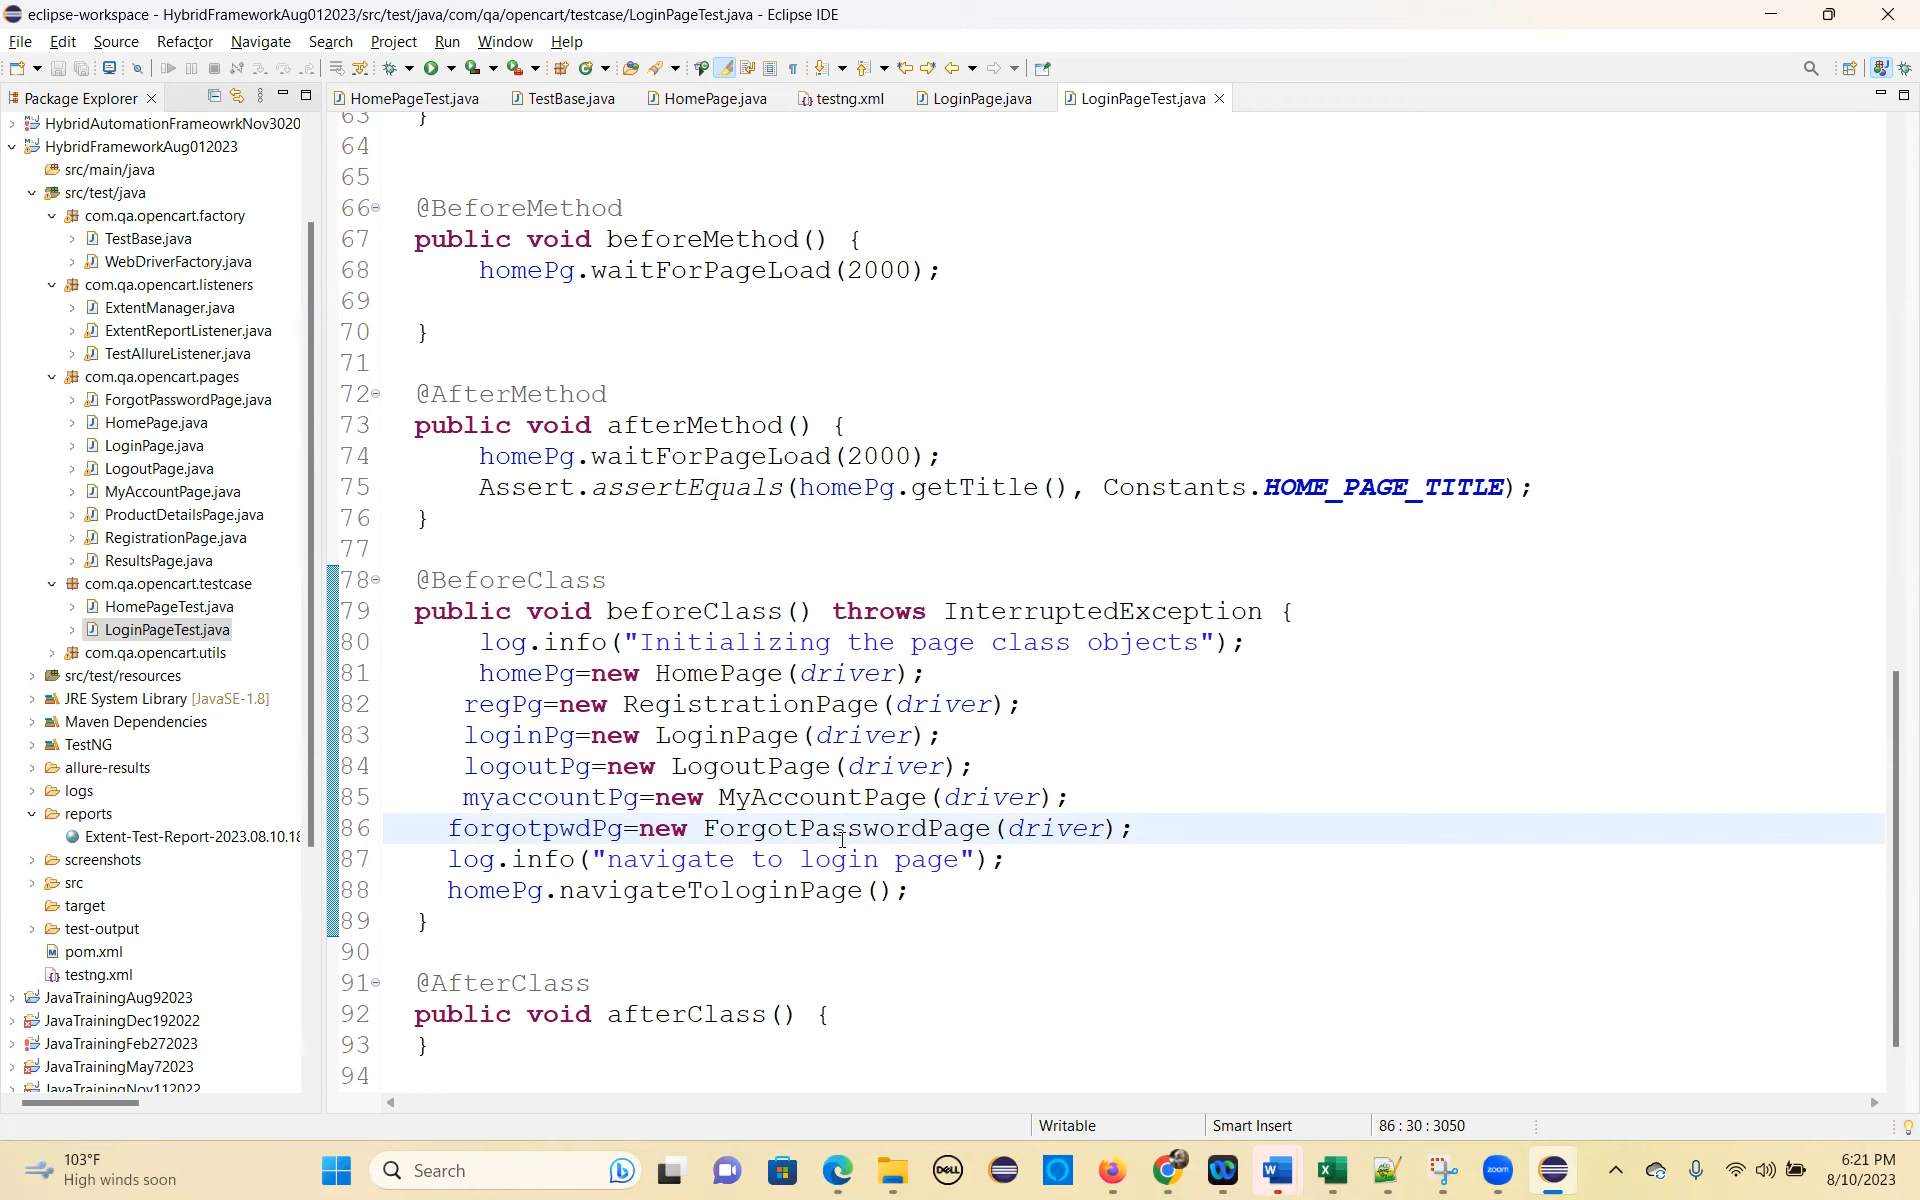 eclipse-workspace - HybridFrameworkAug012023/src/test/java/com/qa/opencart/testcase/LoginPageTest.java - Eclipse IDE
File Edit Source Refactor Navigate Search Project Run Window Help
Package Explorer
HomePageTest.java TestBase.java HomePage.java testng.xml LoginPage.java LoginPageTest.java
HybridAutomationFrameowrkNov3020
HybridFrameworkAug012023
src/main/java
src/test/java
com.qa.opencart.factory
TestBase.java
WebDriverFactory.java
com.qa.opencart.listeners
ExtentManager.java
ExtentReportListener.java
TestAllureListener.java
com.qa.opencart.pages
ForgotPasswordPage.java
HomePage.java
LoginPage.java
LogoutPage.java
MyAccountPage.java
ProductDetailsPage.java
RegistrationPage.java
ResultsPage.java
com.qa.opencart.testcase
HomePageTest.java
LoginPageTest.java
com.qa.opencart.utils
src/test/resources
JRE System Library [JavaSE-1.8]
Maven Dependencies
TestNG
allure-results
logs
reports
Extent-Test-Report-2023.08.10.18
screenshots
src
target
test-output
pom.xml
testng.xml
JavaTrainingAug92023
JavaTrainingDec192022
JavaTrainingFeb272023
JavaTrainingMay72023
JavaTrainingNov112022
63 }
64
65
66 @BeforeMethod
67 public void beforeMethod() {
68 homePg.waitForPageLoad(2000);
69
70 }
71
72 @AfterMethod
73 public void afterMethod() {
74 homePg.waitForPageLoad(2000);
75 Assert.assertEquals(homePg.getTitle(), Constants.HOME_PAGE_TITLE);
76 }
77
78 @BeforeClass
79 public void beforeClass() throws InterruptedException {
80 log.info("Initializing the page class objects");
81 homePg=new HomePage(driver);
82 regPg=new RegistrationPage(driver);
83 loginPg=new LoginPage(driver);
84 logoutPg=new LogoutPage(driver);
85 myaccountPg=new MyAccountPage(driver);
86 forgotpwdPg=new ForgotPasswordPage(driver);
87 log.info("navigate to login page");
88 homePg.navigateTologinPage();
89 }
90
91 @AfterClass
92 public void afterClass() {
93 }
94
Writable Smart Insert 86 : 30 : 3050
103°F
High winds soon
Search
DELL
zoom
6:21 PM
8/10/2023